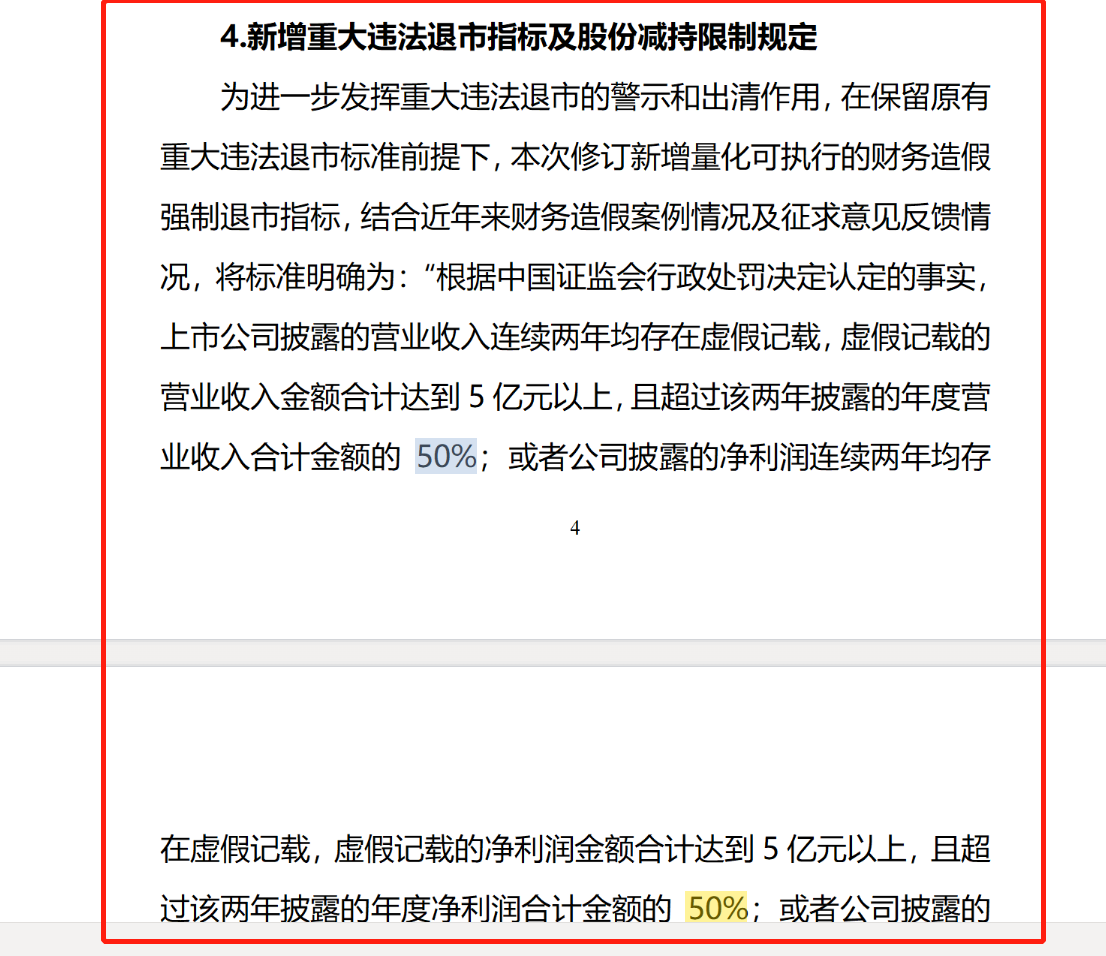 4.新增重大违法退市指标及股份减持限制规定
为进一步发挥重大违法退市的警示和出清作用，在保留原有
重大违法退市标准前提下，本次修订新增量化可执行的财务造假
强制退市指标，结合近年来财务造假案例情况及征求意见反馈情
况，将标准明确为：“根据中国证监会行政处罚决定认定的事实，
上市公司披露的营业收入连续两年均存在虚假记载，虚假记载的
营业收入金额合计达到 5 亿元以上，且超过该两年披露的年度营
业收入合计金额的 50%；或者公司披露的净利润连续两年均存
4
在虚假记载，虚假记载的净利润金额合计达到 5 亿元以上，且超
过该两年披露的年度净利润合计金额的 50%；或者公司披露的